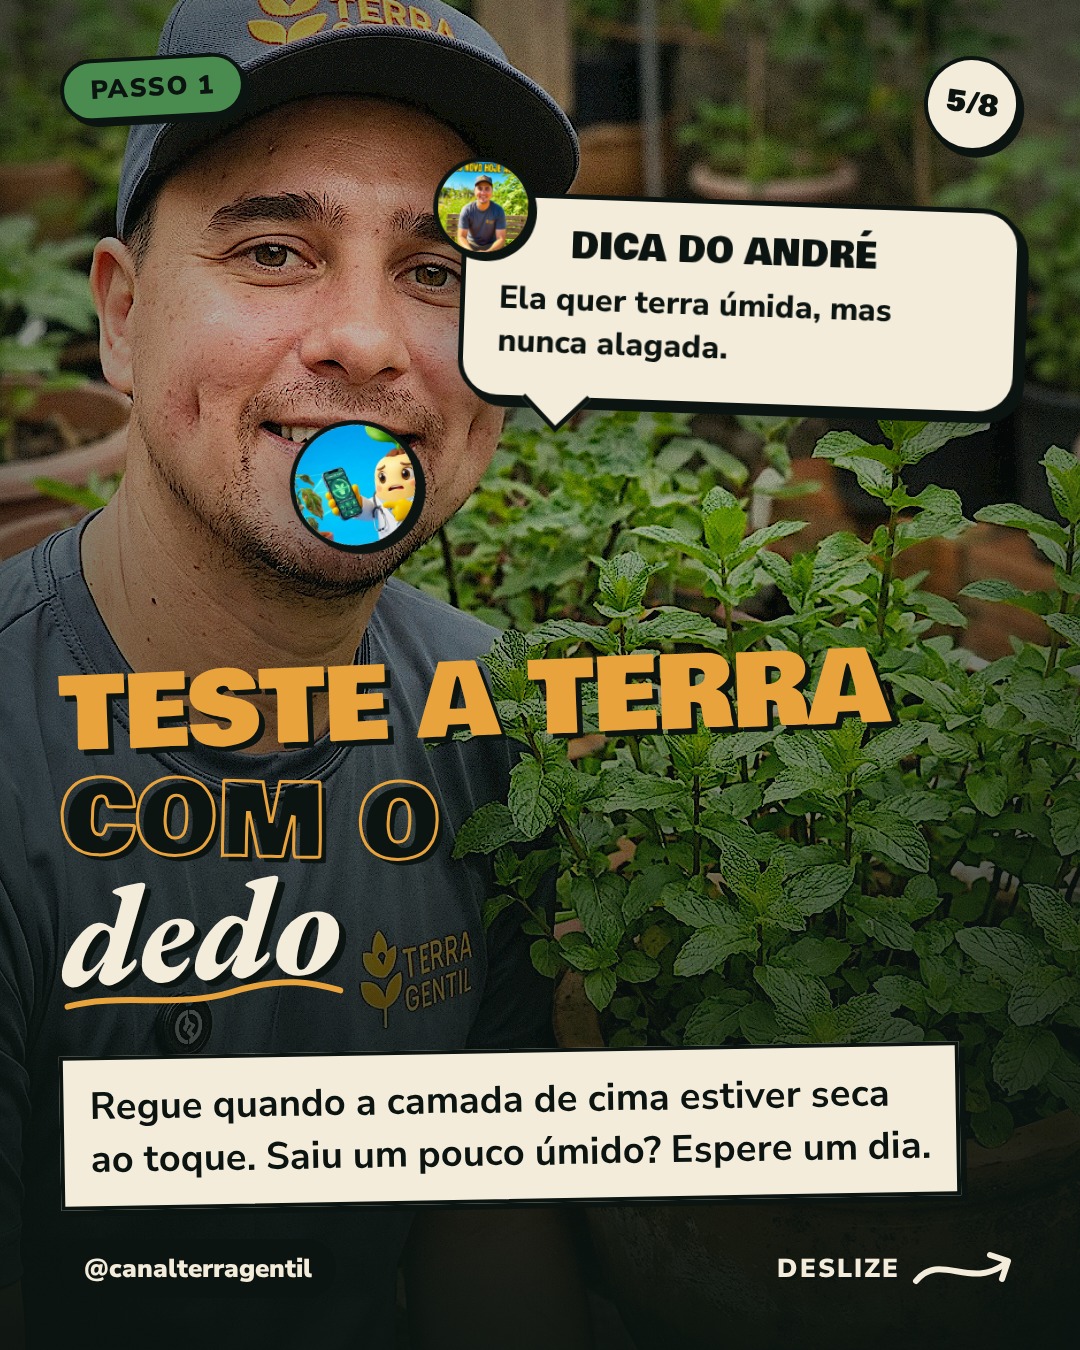 TERRA
PASSO 1
5/8
DICA DO ANDRÉ
Ela quer terra úmida, mas
nunca alagada.
TESTE A TERRA
COM O
dedo
TERRA
GENTIL
Regue quando a camada de cima estiver seca
ao toque. Saiu um pouco úmido? Espere um dia.
@canalterragentil
DESLIZE